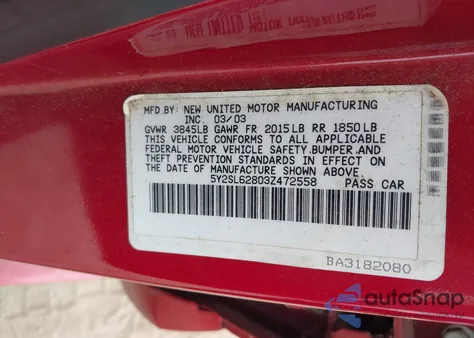 MFD.BY: NEW UNITED MOTOR MANUFACTURING
INC. 03/03
GVWR 3845LB GAWR FR 2015LB RR 1850LB
THIS VEHICLE CONFORMS TO ALL APPLICABLE
FEDERAL MOTOR VEHICLE SAFETY,BUMPER,AND
THEFT PREVENTION STANDARDS IN EFFECT ON
THE DATE OF MANUFACTURE SHOWN ABOVE.
5Y2SL62803Z472558 PASS CAR
BA3182080
autoSnap